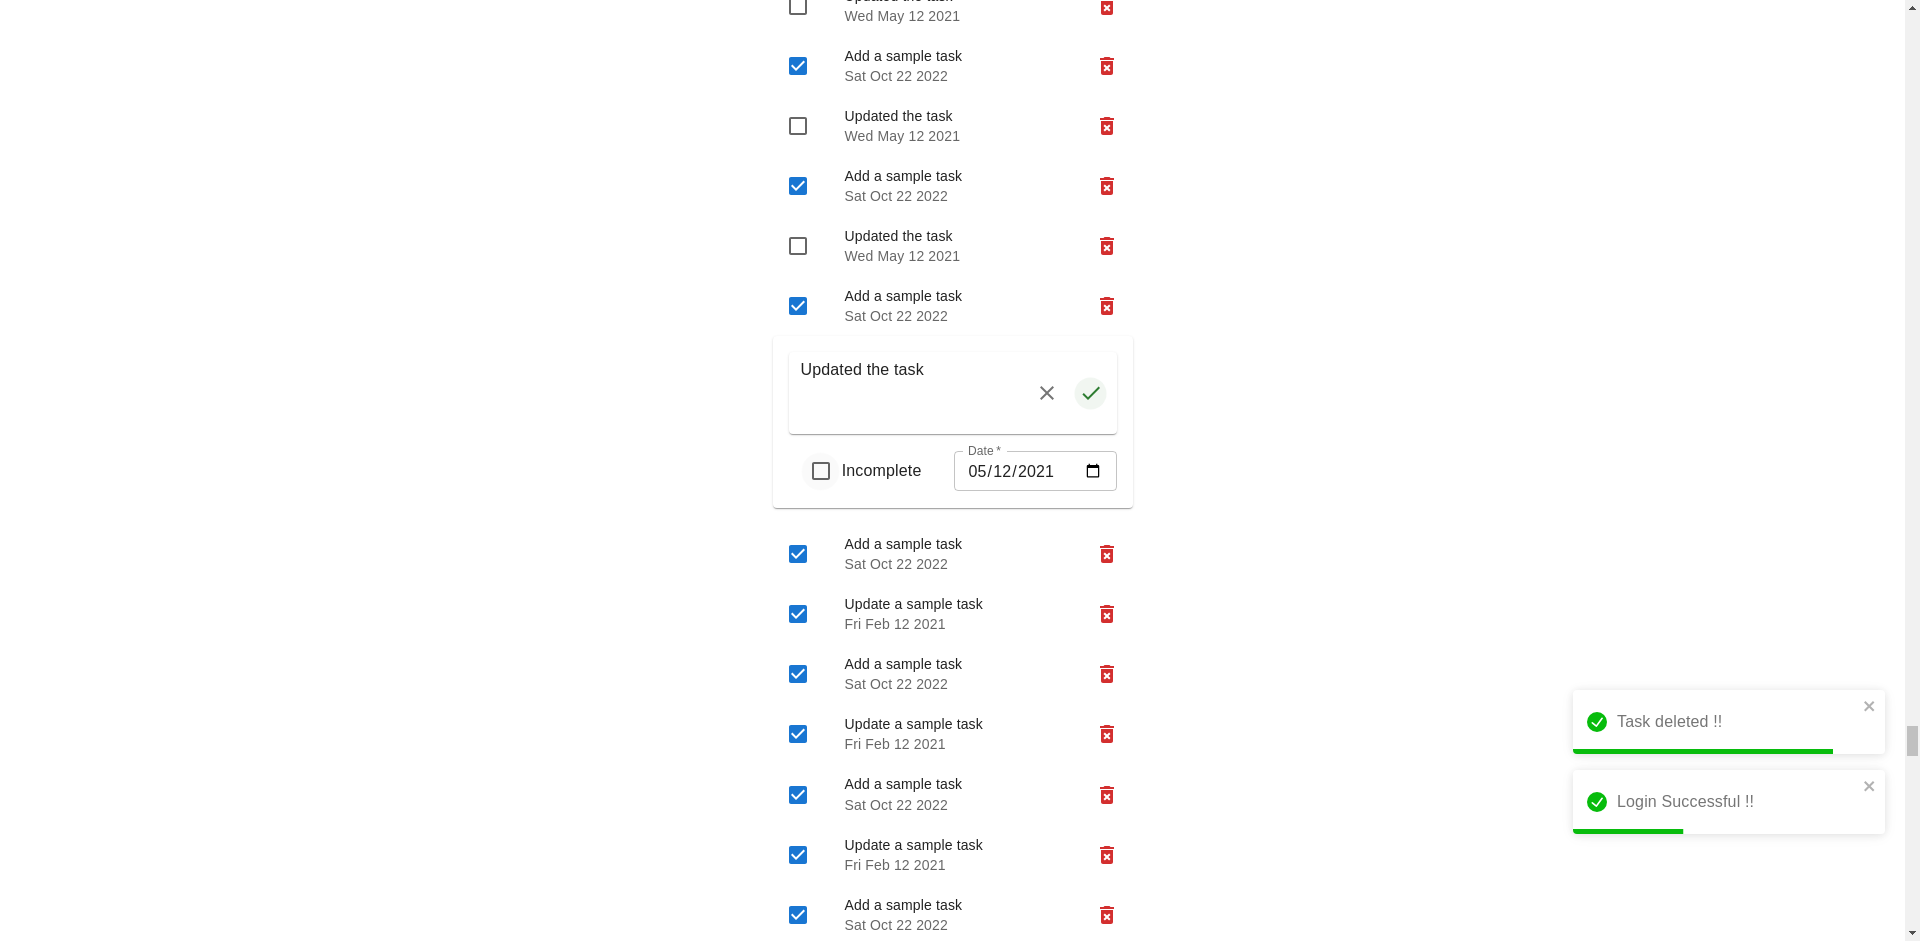 Updated the task
Wed May 12 2021
Add a sample task
Sat Oct 22 2022
Updated the task
Wed May 12 2021
Add a sample task
Sat Oct 22 2022
Updated the task
Wed May 12 2021
Add a sample task
Sat Oct 22 2022
Updated the task
Date *
Incomplete
05/12/2021
Add a sample task
Sat Oct 22 2022
Update a sample task
Fri Feb 12 2021
Add a sample task
Sat Oct 22 2022
Update a sample task
Fri Feb 12 2021
Add a sample task
Sat Oct 22 2022
Update a sample task
Fri Feb 12 2021
Add a sample task
Sat Oct 22 2022
Task deleted !!
Login Successful !!